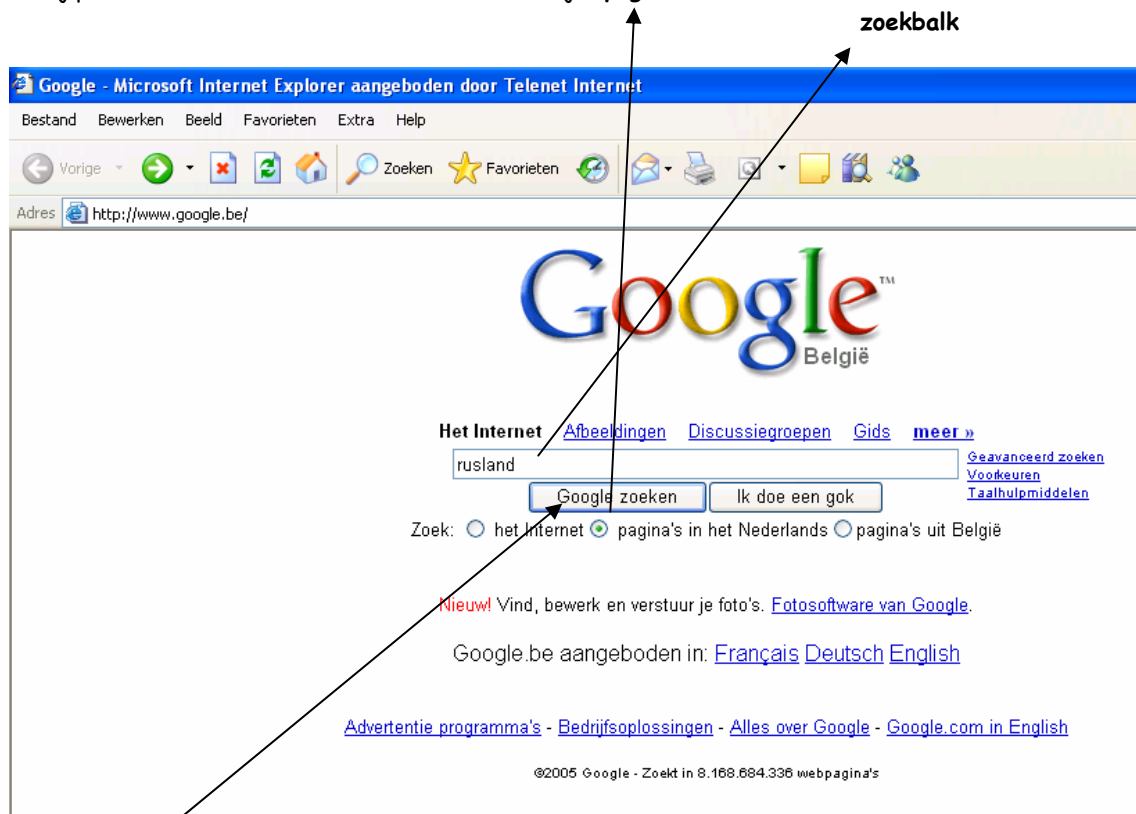 zoekbalk
Google - Microsoft Internet Explorer aangeboden door Telenet Internet
Bestand Bewerken Beeld Favorieten Extra Help
Vorige Zoeken Favorieten
Adres http://www.google.be/
Google™
België
Het Internet Afbeeldingen Discussiegroepen Gids meer »
rusland
Geavanceerd zoeken
Voorkeuren
Taalhulpmiddelen
Google zoeken Ik doe een gok
Zoek: het Internet pagina's in het Nederlands pagina's uit België
Nieuw! Vind, bewerk en verstuur je foto's. Fotosoftware van Google.
Google.be aangeboden in: Français Deutsch English
Advertentie programma's - Bedrijfsoplossingen - Alles over Google - Google.com in English
©2005 Google - Zoekt in 8.168.684.336 webpagina's